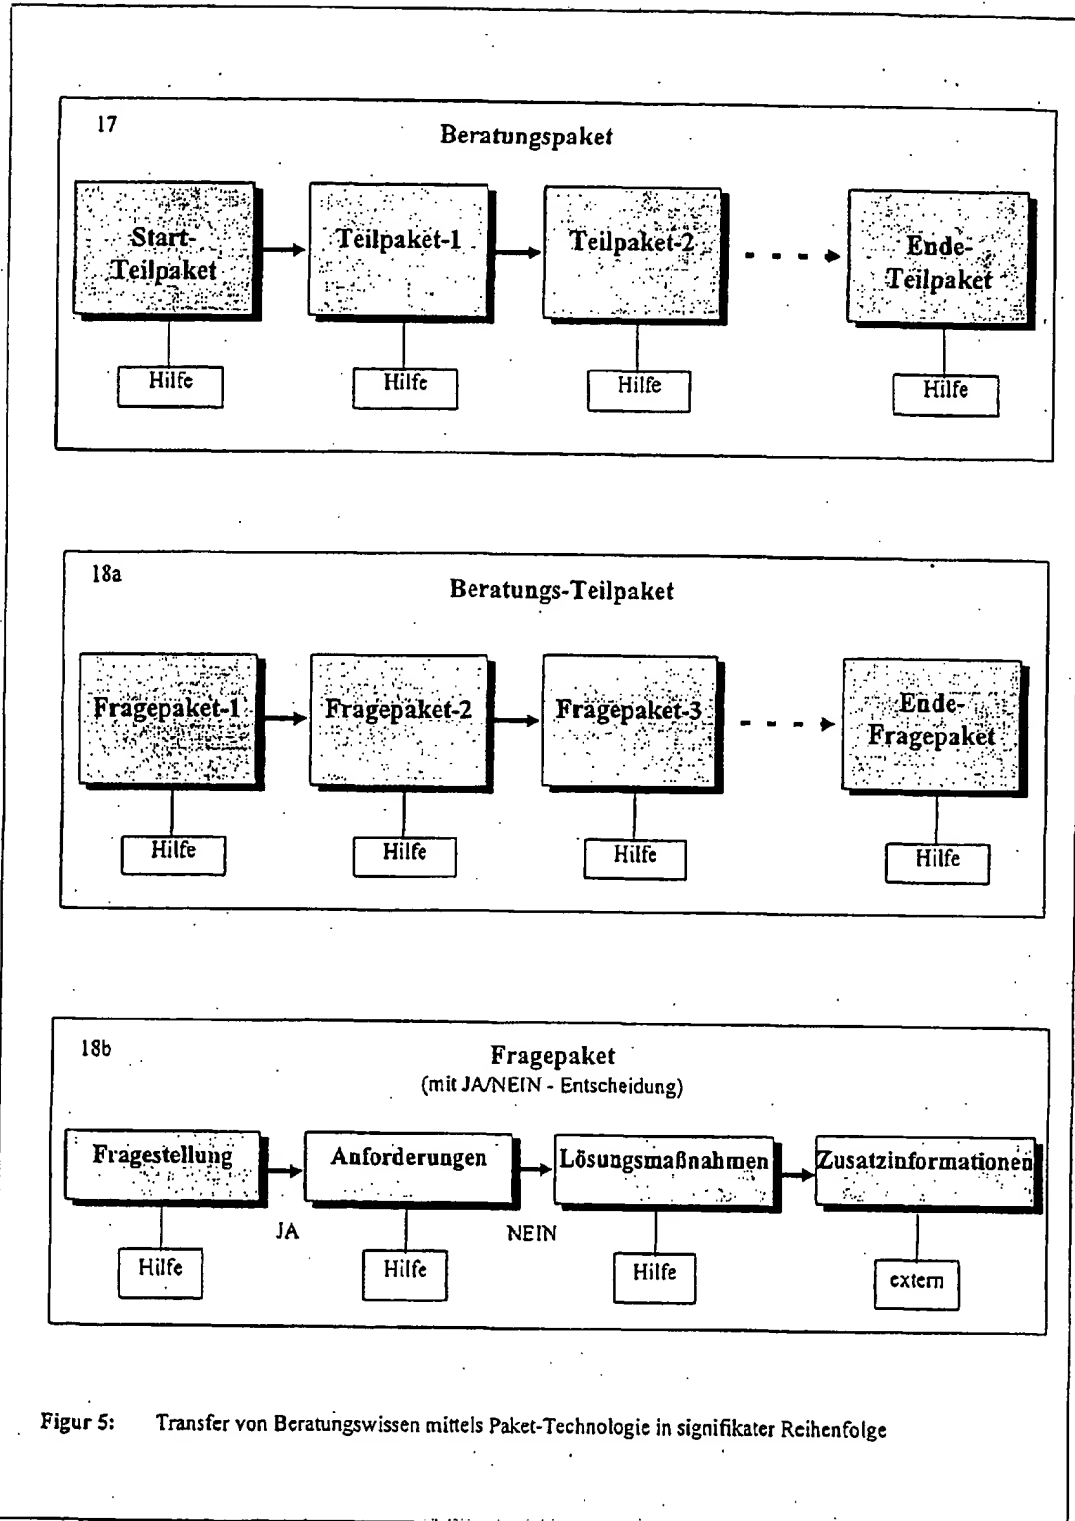 17
Beratungspaket
Start-
Teilpaket
Teilpaket-1
Teilpaket-2
Ende-
Teilpaket
Hilfe
Hilfe
Hilfe
Hilfe
18a
Beratungs-Teilpaket
Fragepaket-1
Fragepaket-2
Fragepaket-3
Ende-
Fragepaket
Hilfe
Hilfe
Hilfe
Hilfe
18b
Fragepaket
(mit JA/NEIN - Entscheidung)
Fragestellung
Anforderungen
Lösungsmaßnahmen
Zusatzinformationen
JA
NEIN
Hilfe
Hilfe
Hilfe
extern
Figur 5: Transfer von Beratungswissen mittels Paket-Technologie in signifikater Reihenfolge